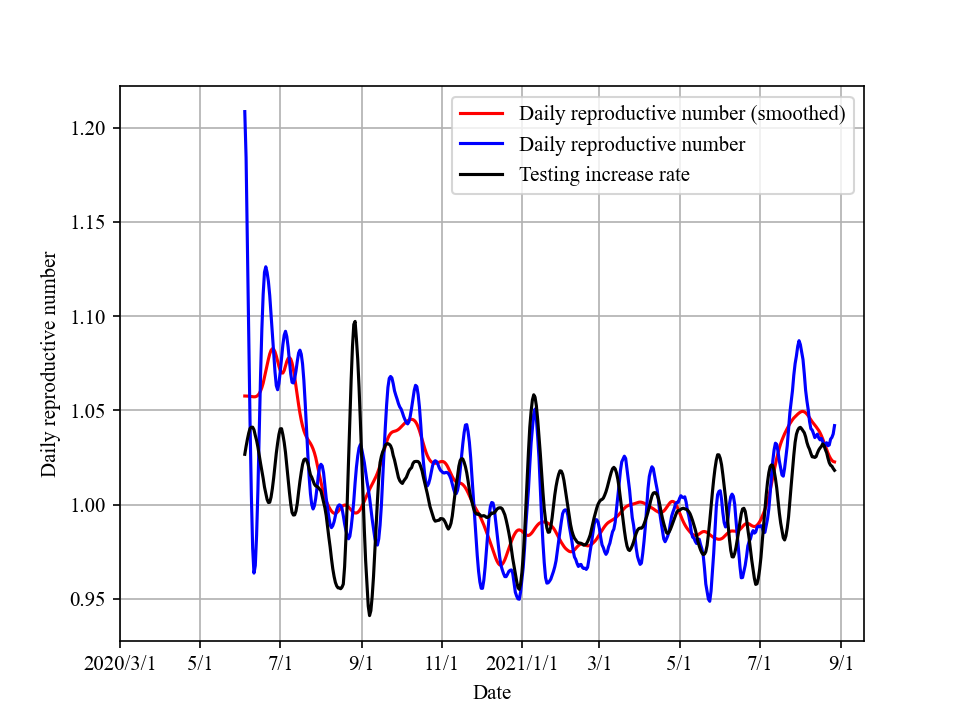 Daily reproductive number (smoothed)
Daily reproductive number
Testing increase rate
Daily reproductive number
1.20
1.15
1.10
1.05
1.00
0.95
2020/3/1 5/1 7/1 9/1 11/1 2021/1/1 3/1 5/1 7/1 9/1
Date